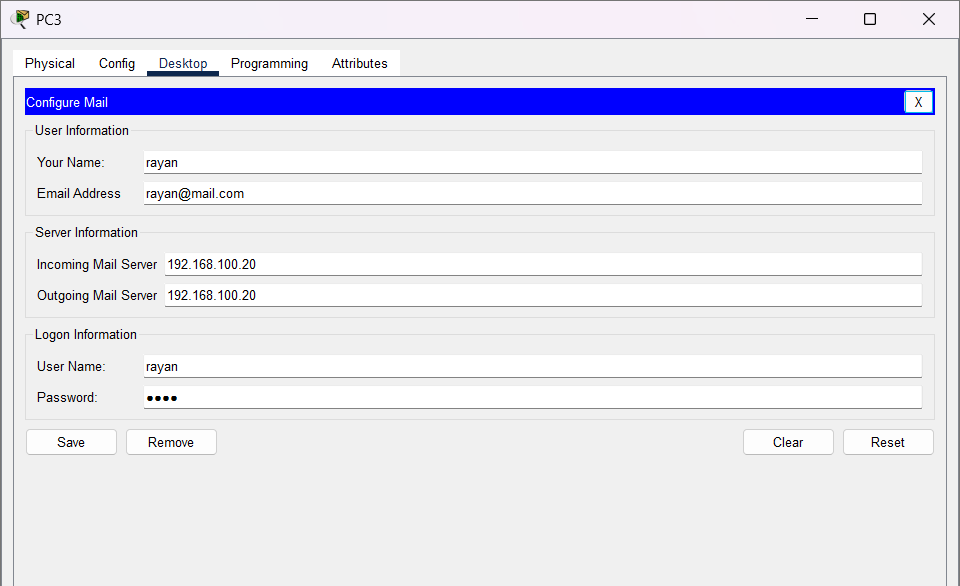 PC3
Physical Config Desktop Programming Attributes
Configure Mail X
User Information
Your Name: rayan
Email Address rayan@mail.com
Server Information
Incoming Mail Server 192.168.100.20
Outgoing Mail Server 192.168.100.20
Logon Information
User Name: rayan
Password: ●●●●
Save Remove Clear Reset